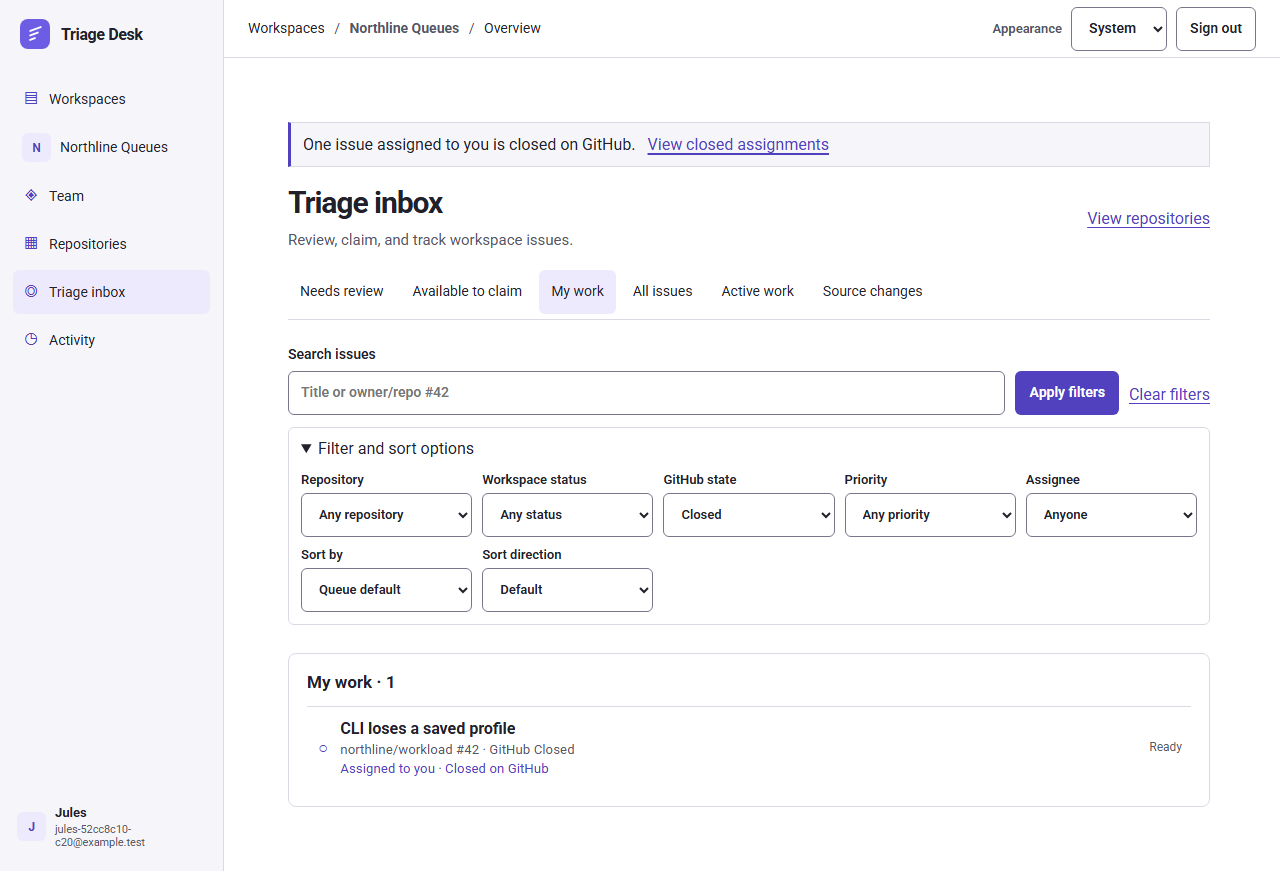 Triage Desk
Workspaces / Northline Queues / Overview
Appearance
System
Sign out
Workspaces
N
Northline Queues
Team
Repositories
Triage inbox
Activity
Jules
J
jules-52cc8c10-
c20@example.test
One issue assigned to you is closed on GitHub. View closed assignments
Triage inbox
Review, claim, and track workspace issues.
View repositories
Needs review
Available to claim
My work
All issues
Active work
Source changes
Search issues
Title or owner/repo #42
Apply filters
Clear filters
Filter and sort options
Repository
Workspace status
GitHub state
Priority
Assignee
Any repository
Any status
Closed
Any priority
Anyone
Sort by
Sort direction
Queue default
Default
My work · 1
CLI loses a saved profile
northline/workload #42 · GitHub Closed
Assigned to you · Closed on GitHub
Ready